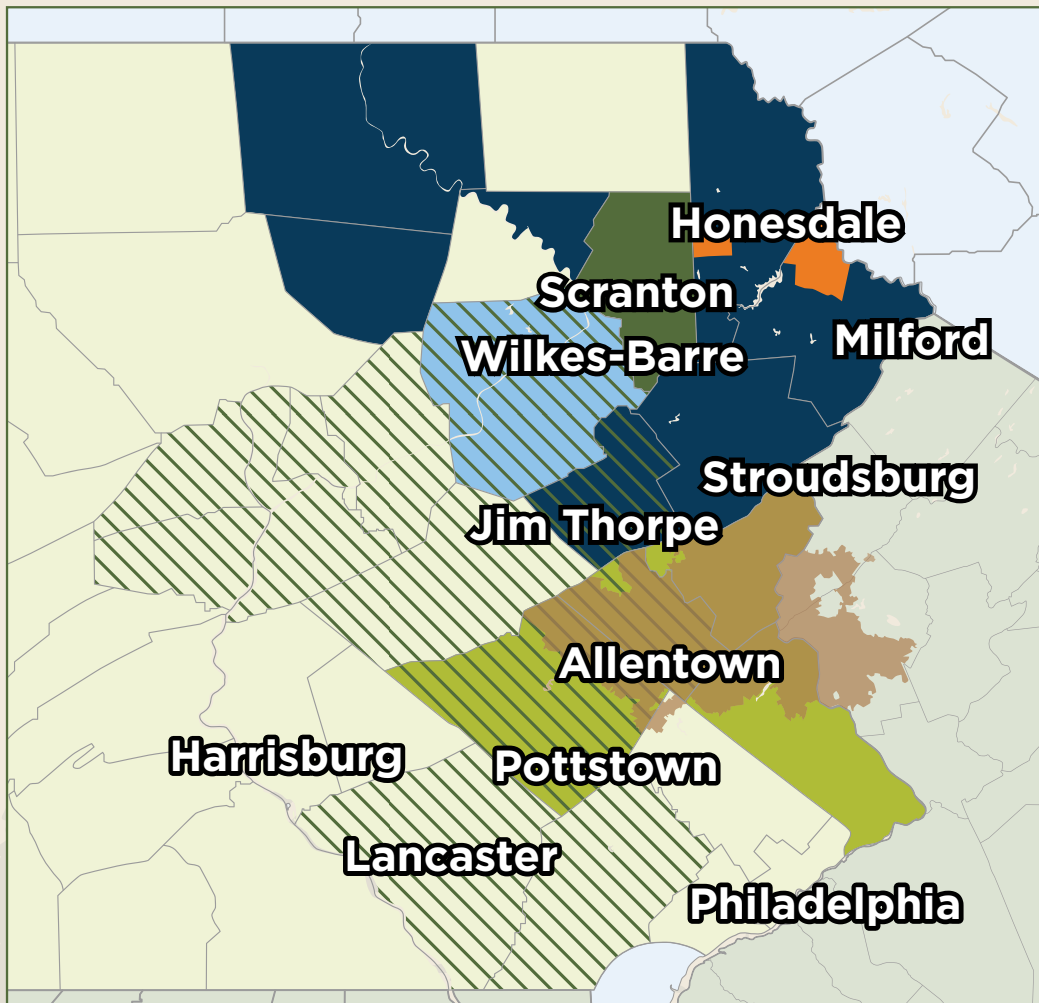 Honesdale
Scranton
Milford
Wilkes-Barre
Stroudsburg
Jim Thorpe
Allentown
Harrisburg
Pottstown
Lancaster
Philadelphia